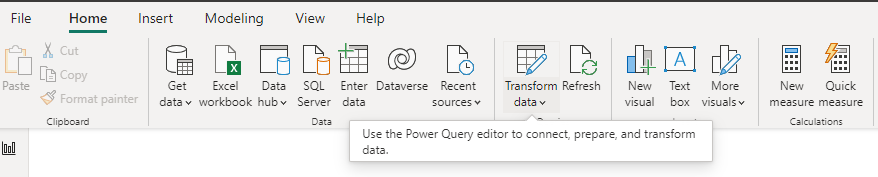 File Home Insert Modeling View Help
Paste
Cut
Copy
Format painter
Clipboard
Get data
Excel workbook
Data hub
SQL Server
Enter data
Dataverse
Recent sources
Data
Transform data
Refresh
New visual
Text box
More visuals
New measure
Quick measure
Calculations
Use the Power Query editor to connect, prepare, and transform
data.